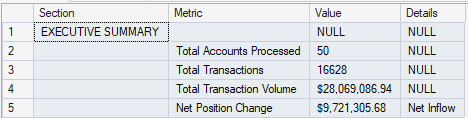 Section Metric Value Details
1 EXECUTIVE SUMMARY NULL NULL
2 Total Accounts Processed 50 NULL
3 Total Transactions 16628 NULL
4 Total Transaction Volume $28,069,086.94 NULL
5 Net Position Change $9,721,305.68 Net Inflow